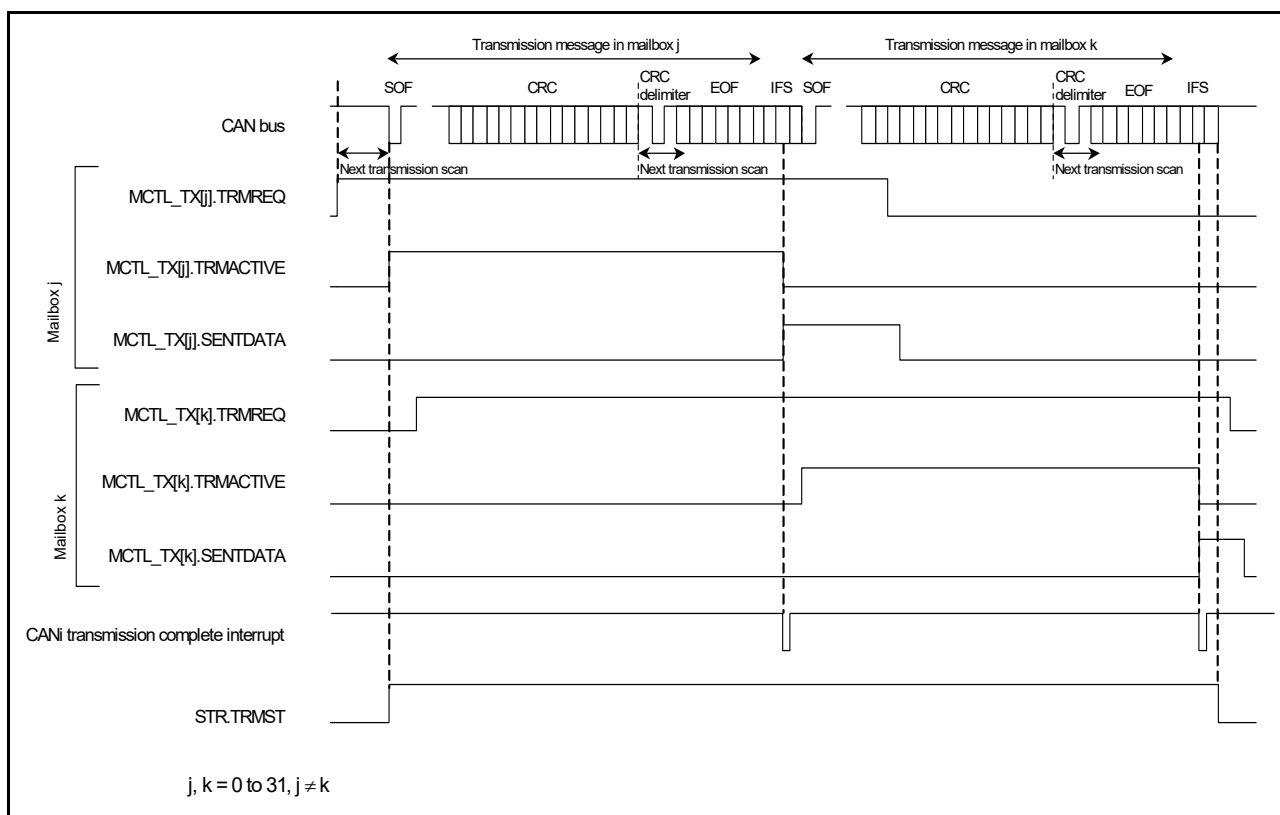 Transmission message in mailbox j
Transmission message in mailbox k
SOF
CRC
CRC
delimiter
EOF
IFS
SOF
CRC
CRC
delimiter
EOF
IFS
CAN bus
Next transmission scan
Next transmission scan
Next transmission scan
Mailbox j
MCTL_TX[j].TRMREQ
MCTL_TX[j].TRMACTIVE
MCTL_TX[j].SENTDATA
Mailbox k
MCTL_TX[k].TRMREQ
MCTL_TX[k].TRMACTIVE
MCTL_TX[k].SENTDATA
CANi transmission complete interrupt
STR.TRMST
j, k = 0 to 31, j ≠ k